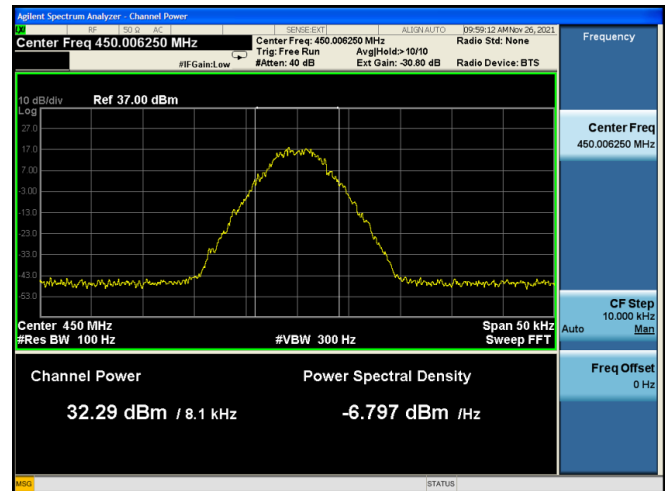 Agilent Spectrum Analyzer - Channel Power
RF 50 Ω AC SENSE:EXT ALIGN AUTO 09:59:12 AM Nov 26, 2021
Center Freq 450.006250 MHz
Center Freq: 450.006250 MHz Radio Std: None
Trig: Free Run Avg|Hold:> 10/10
#IFGain:Low #Atten: 40 dB Ext Gain: -30.80 dB Radio Device: BTS
Frequency
10 dB/div Ref 37.00 dBm
Log
27.0
17.0
7.00
-3.00
-13.0
-23.0
-33.0
-43.0
-53.0
Center Freq
450.006250 MHz
CF Step
10.000 kHz
Auto Man
Freq Offset
0 Hz
Center 450 MHz Span 50 kHz
#Res BW 100 Hz #VBW 300 Hz Sweep FFT
Channel Power Power Spectral Density
32.29 dBm / 8.1 kHz -6.797 dBm /Hz
MSG STATUS